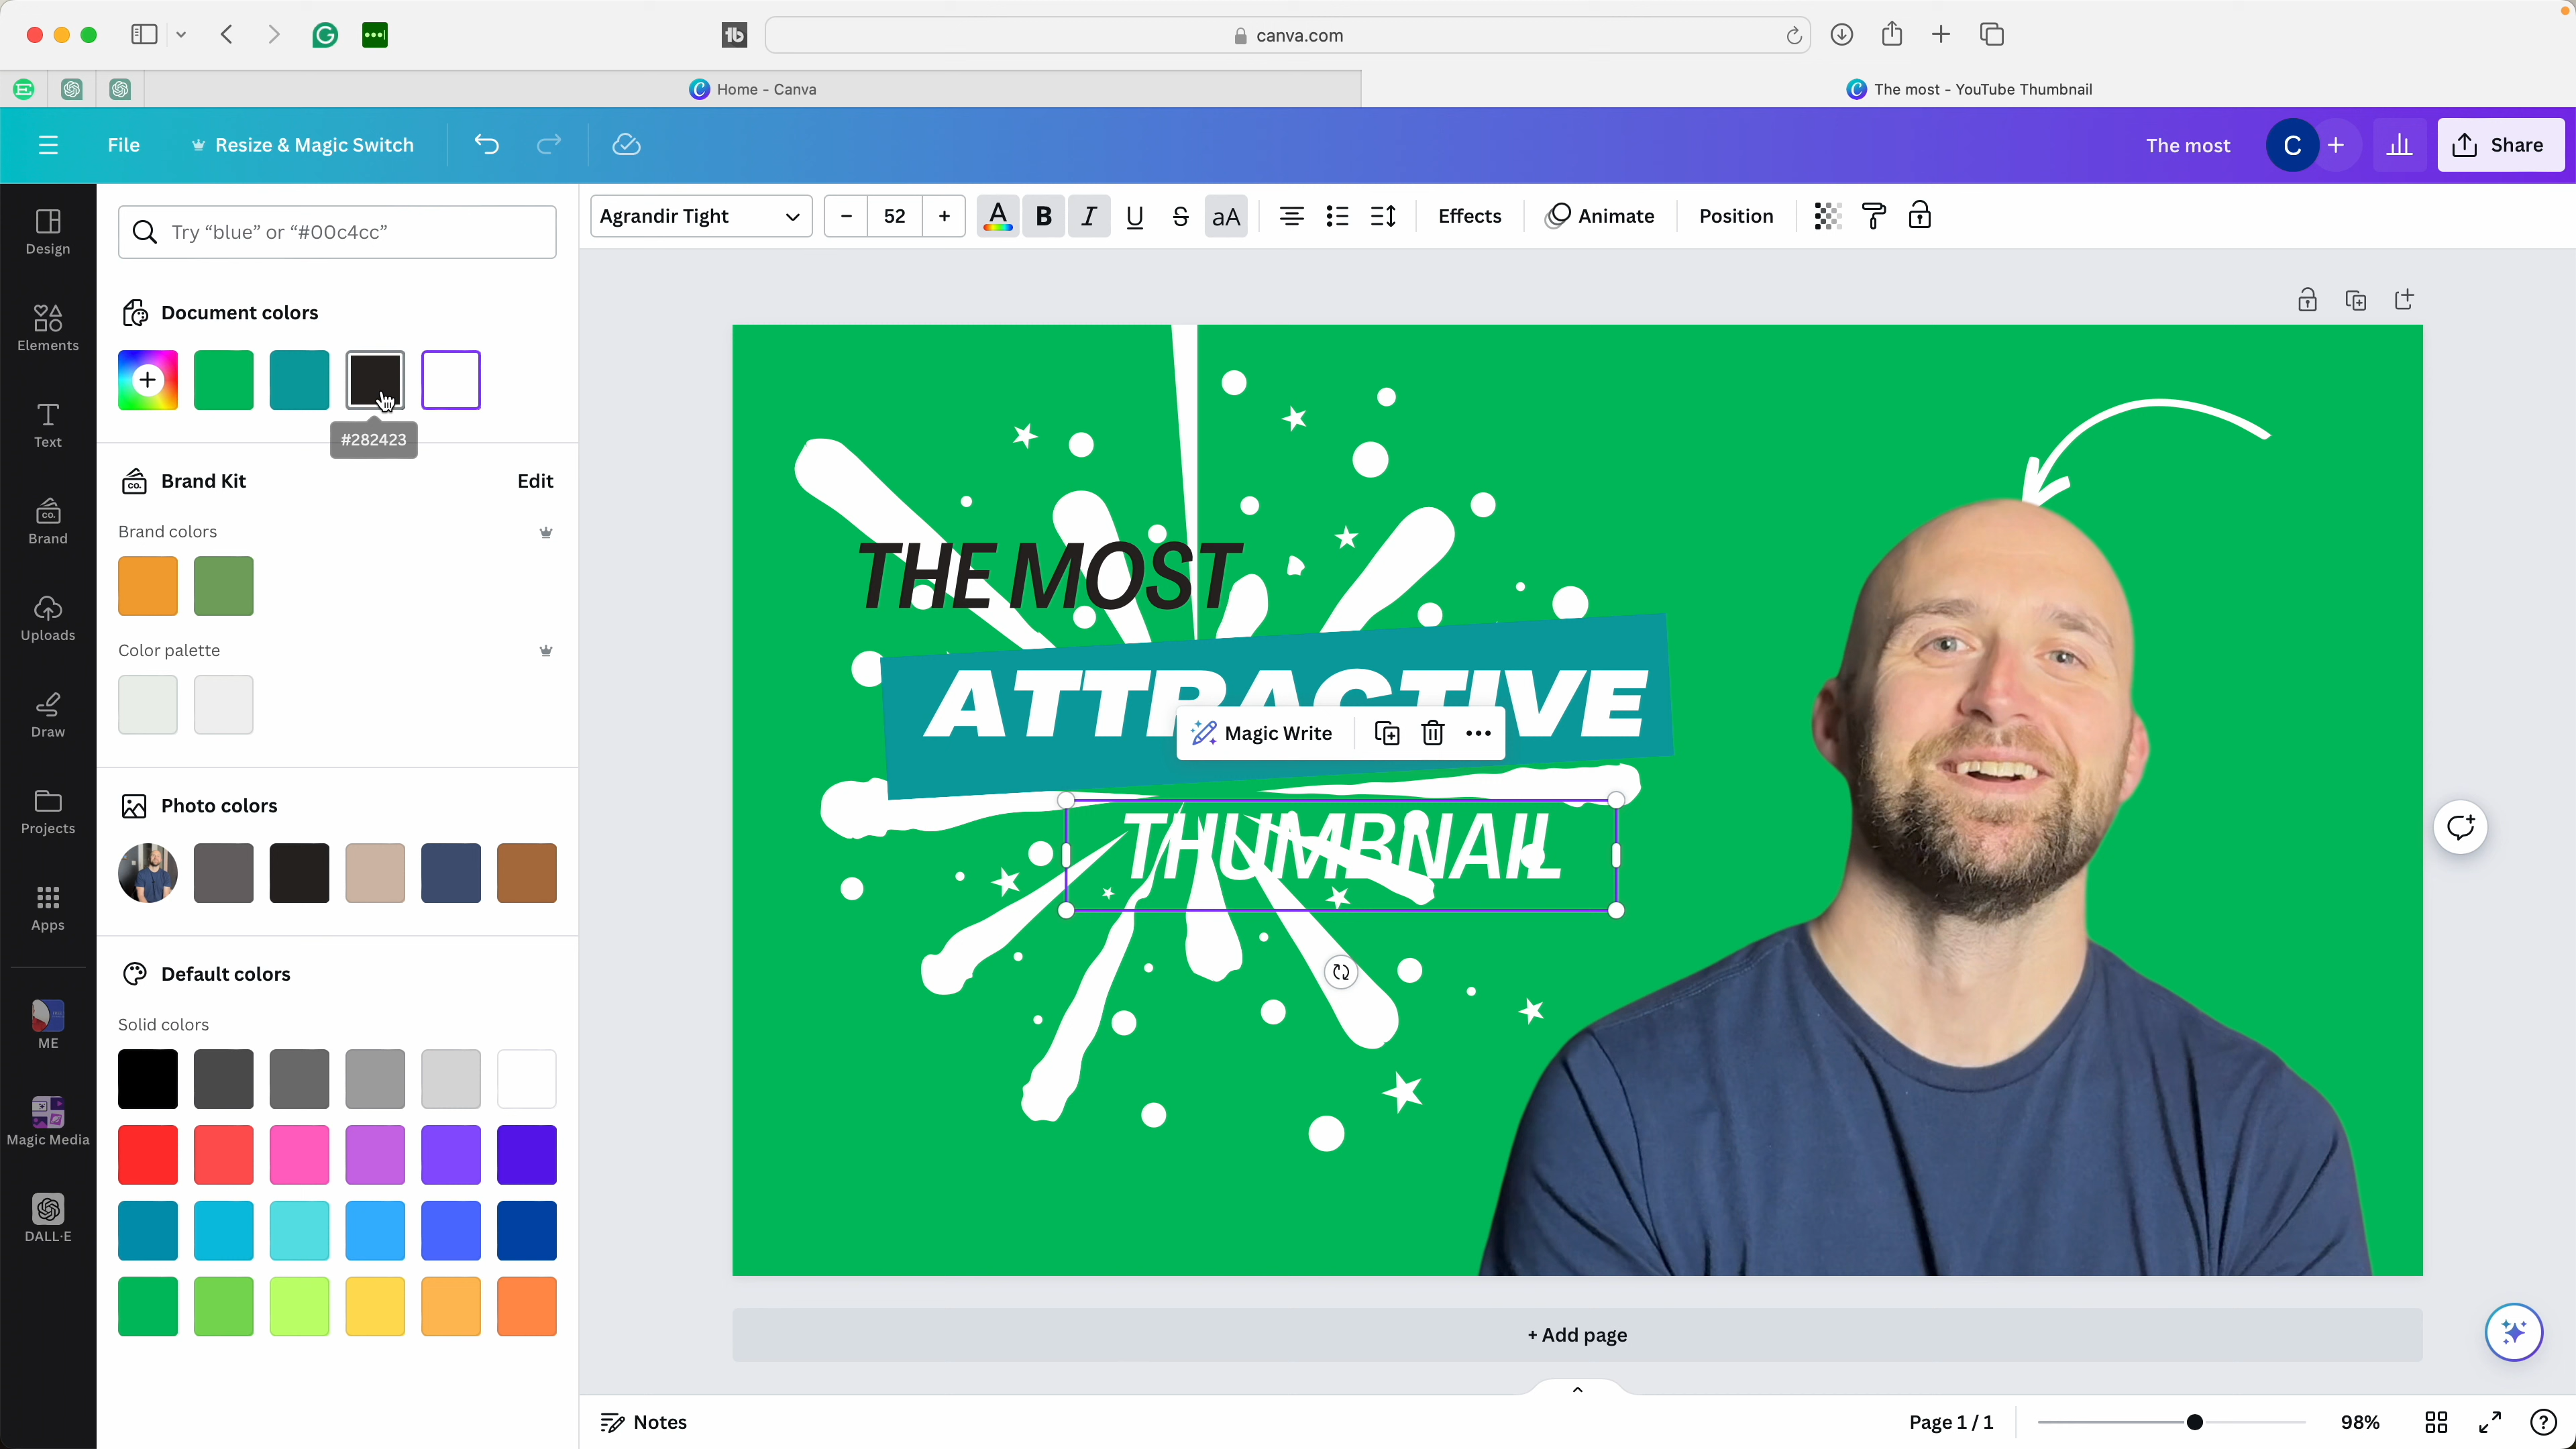 canva.com
Home - Canva
The most - YouTube Thumbnail
File
Resize & Magic Switch
The most
C
Share
Design
Elements
Text
Brand
Uploads
Draw
Projects
Apps
ME
Magic Media
DALL·E
Try “blue” or “#00c4cc”
Document colors
#282423
Brand Kit
Edit
Brand colors
Color palette
Photo colors
Default colors
Solid colors
Agrandir Tight
- 52 +
A B I U S aA
Effects
Animate
Position
THE MOST
ATTRACTIVE
Magic Write
THUMBNAIL
+ Add page
Notes
Page 1 / 1
98%